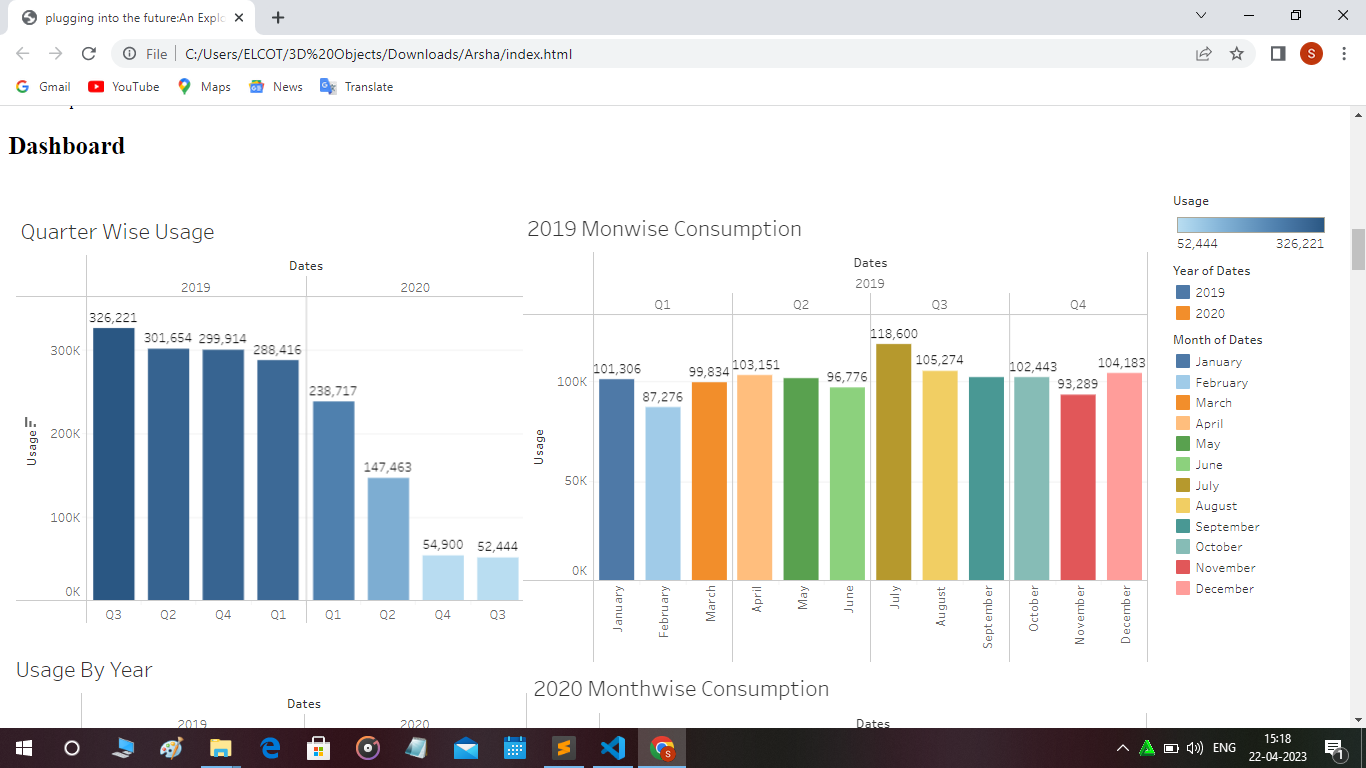 plugging into the future:An Explo
File
C:/Users/ELCOT/3D%20Objects/Downloads/Arsha/index.html
S
Gmail
YouTube
Maps
News
Translate
Dashboard
Quarter Wise Usage
Dates
2019
2020
326,221
301,654
299,914
288,416
238,717
147,463
54,900
52,444
300K
200K
100K
0K
Usage
Q3
Q2
Q4
Q1
Q1
Q2
Q4
Q3
2019 Monwise Consumption
Dates
2019
Q1
Q2
Q3
Q4
101,306
87,276
99,834
103,151
96,776
118,600
105,274
102,443
93,289
104,183
100K
50K
0K
Usage
January
February
March
April
May
June
July
August
September
October
November
December
Usage
52,444
326,221
Year of Dates
2019
2020
Month of Dates
January
February
March
April
May
June
July
August
September
October
November
December
Usage By Year
Dates
2019
2020
2020 Monthwise Consumption
Dates
S
ENG
15:18
22-04-2023
1